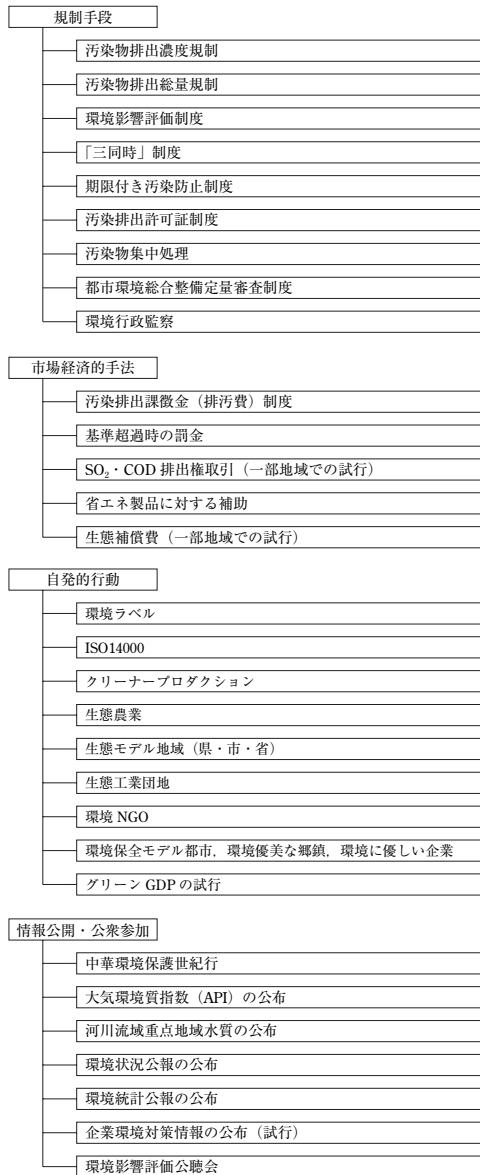 規制手段
汚染物排出濃度規制
汚染物排出総量規制
環境影響評価制度
「三同時」制度
期限付き汚染防止制度
汚染排出許可証制度
汚染物集中処理
都市環境総合整備定量審査制度
環境行政監察
市場経済的手法
汚染排出課徴金（排汚費）制度
基準超過時の罰金
SO₂・COD 排出権取引（一部地域での試行）
省エネ製品に対する補助
生態補償費（一部地域での試行）
自発的行動
環境ラベル
ISO14000
クリーナープロダクション
生態農業
生態モデル地域（県・市・省）
生態工業団地
環境 NGO
環境保全モデル都市，環境優美な郷鎮，環境に優しい企業
グリーン GDP の試行
情報公開・公衆参加
中華環境保護世紀行
大気環境質指数（API）の公布
河川流域重点地域水質の公布
環境状況公報の公布
環境統計公報の公布
企業環境対策情報の公布（試行）
環境影響評価公聴会